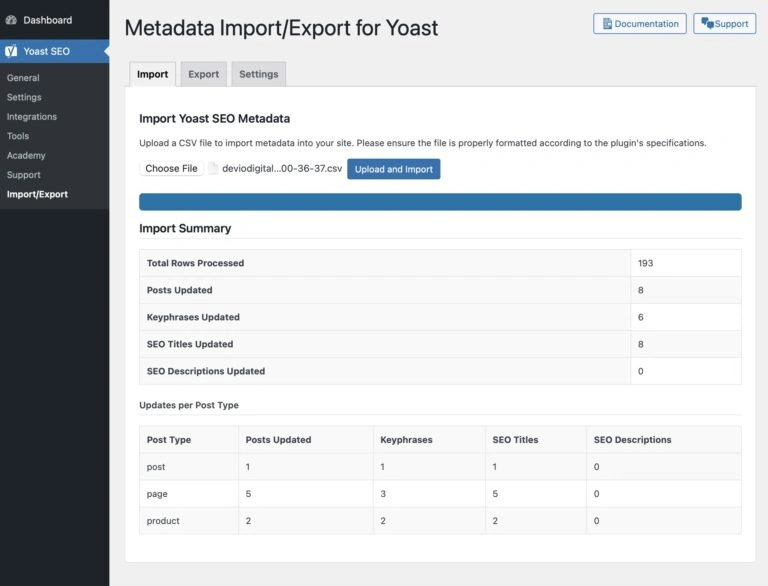 Dashboard
Yoast SEO
General
Settings
Integrations
Tools
Academy
Support
Import/Export
Metadata Import/Export for Yoast
Documentation
Support
Import Export Settings
Import Yoast SEO Metadata
Upload a CSV file to import metadata into your site. Please ensure the file is properly formatted according to the plugin's specifications.
Choose File deviodigital...00-36-37.csv Upload and Import
Import Summary
Total Rows Processed 193
Posts Updated 8
Keyphrases Updated 6
SEO Titles Updated 8
SEO Descriptions Updated 0
Updates per Post Type
Post Type Posts Updated Keyphrases SEO Titles SEO Descriptions
post 1 1 1 0
page 5 3 5 0
product 2 2 2 0